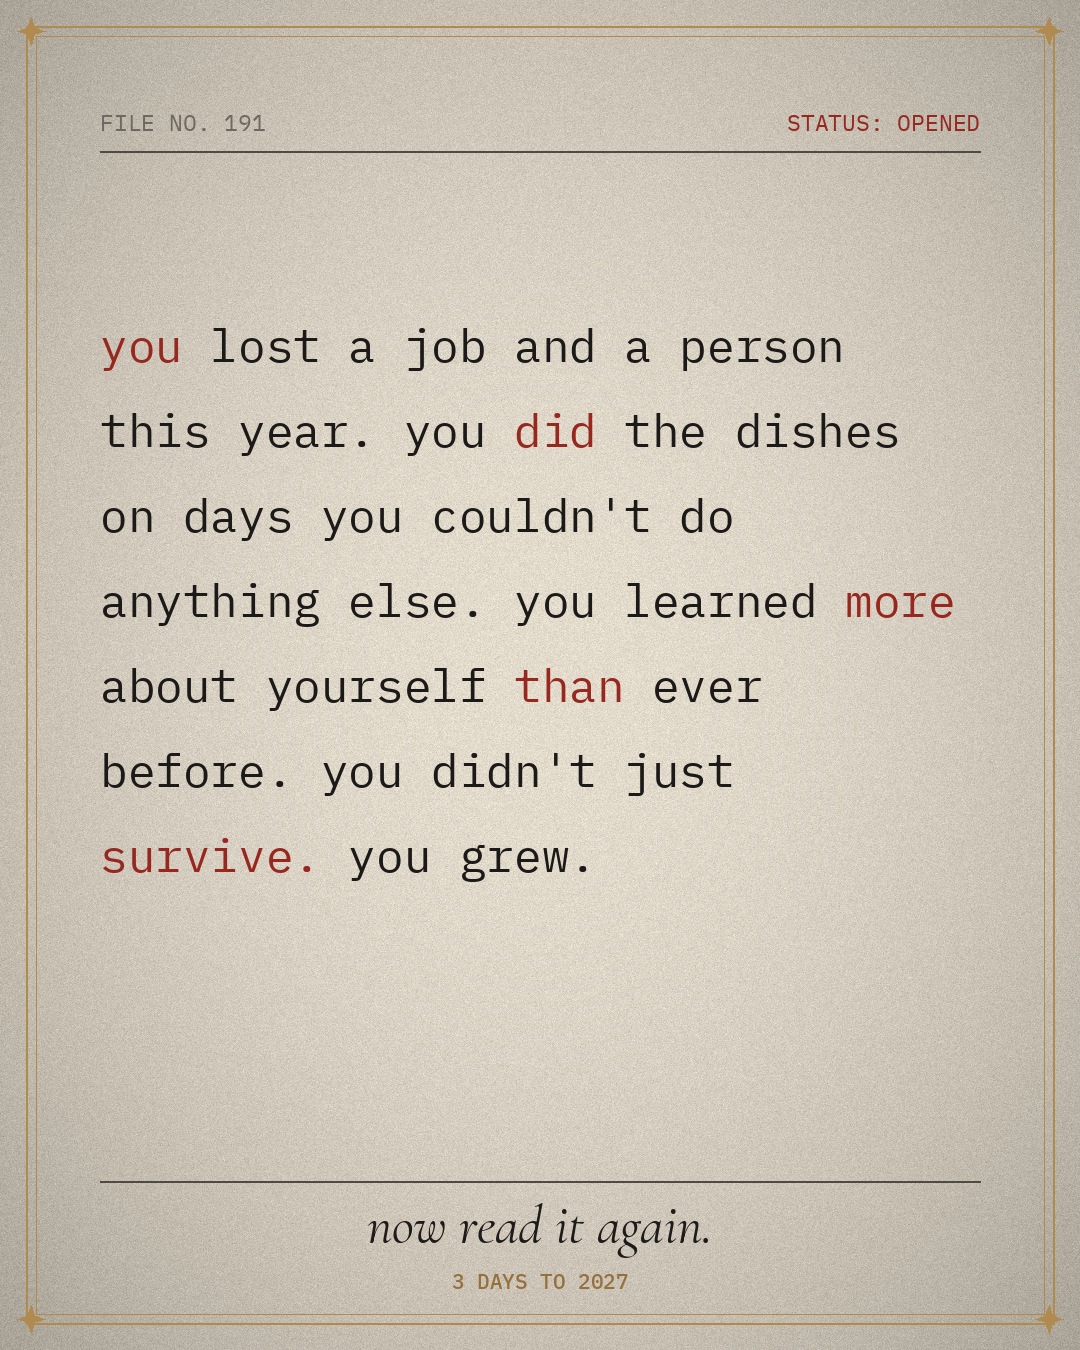 FILE NO. 191
STATUS: OPENED
you lost a job and a person
this year. you did the dishes
on days you couldn't do
anything else. you learned more
about yourself than ever
before. you didn't just
survive. you grew.
now read it again.
3 DAYS TO 2027